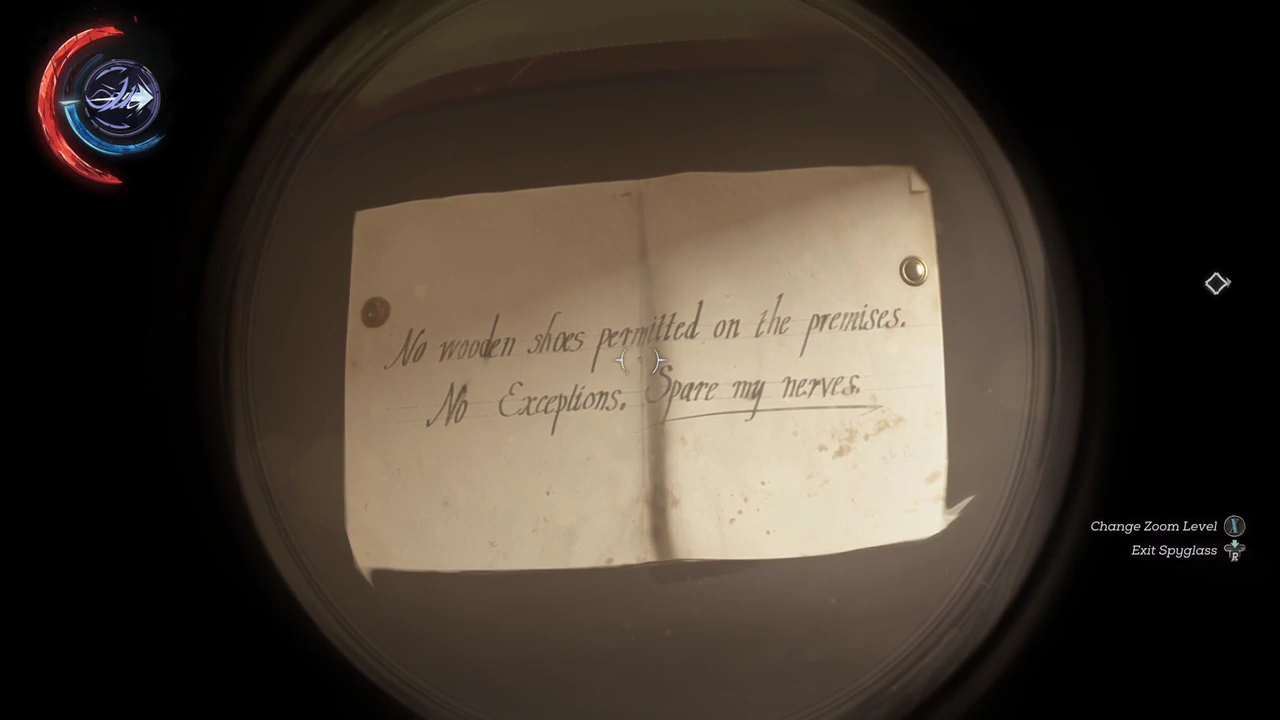 No wooden shoes permitted on the premises.
No Exceptions. Spare my nerves.
Change Zoom Level X
Exit Spyglass R